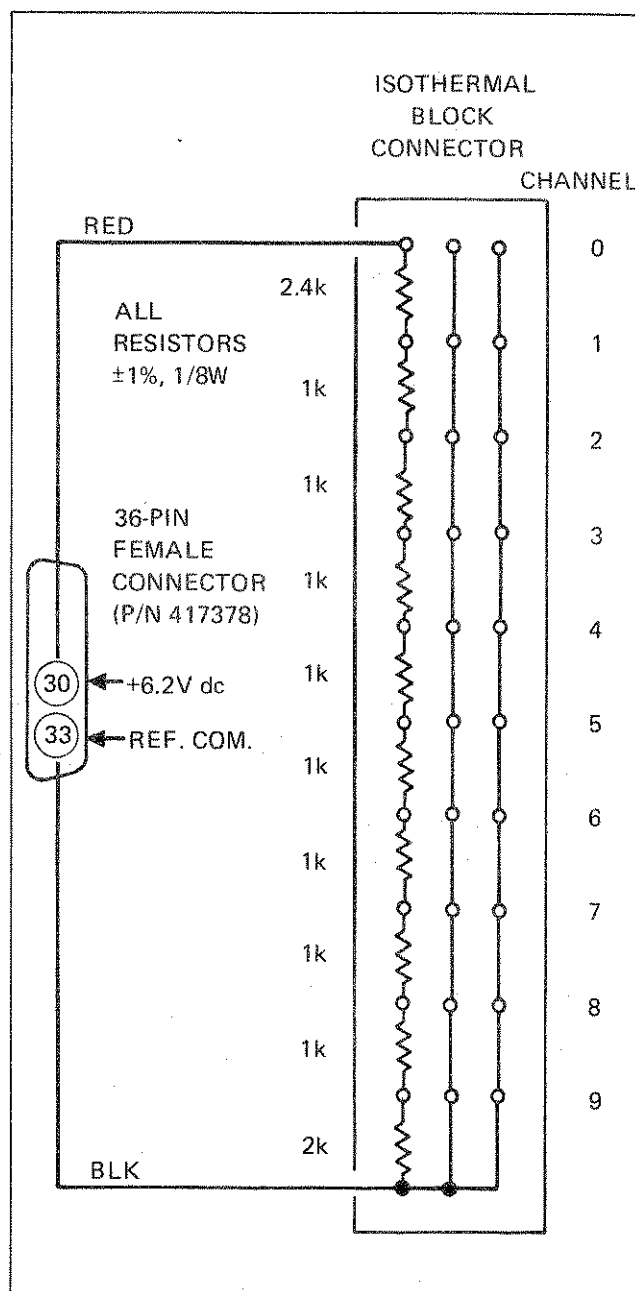 ISOTHERMAL
BLOCK
CONNECTOR
CHANNEL
RED
0
2.4k
ALL
RESISTORS
±1%, 1/8W
1
1k
2
1k
36-PIN
FEMALE
CONNECTOR
(P/N 417378)
3
1k
4
1k
30
+6.2V dc
5
33
REF. COM.
1k
6
1k
7
1k
8
1k
9
2k
BLK